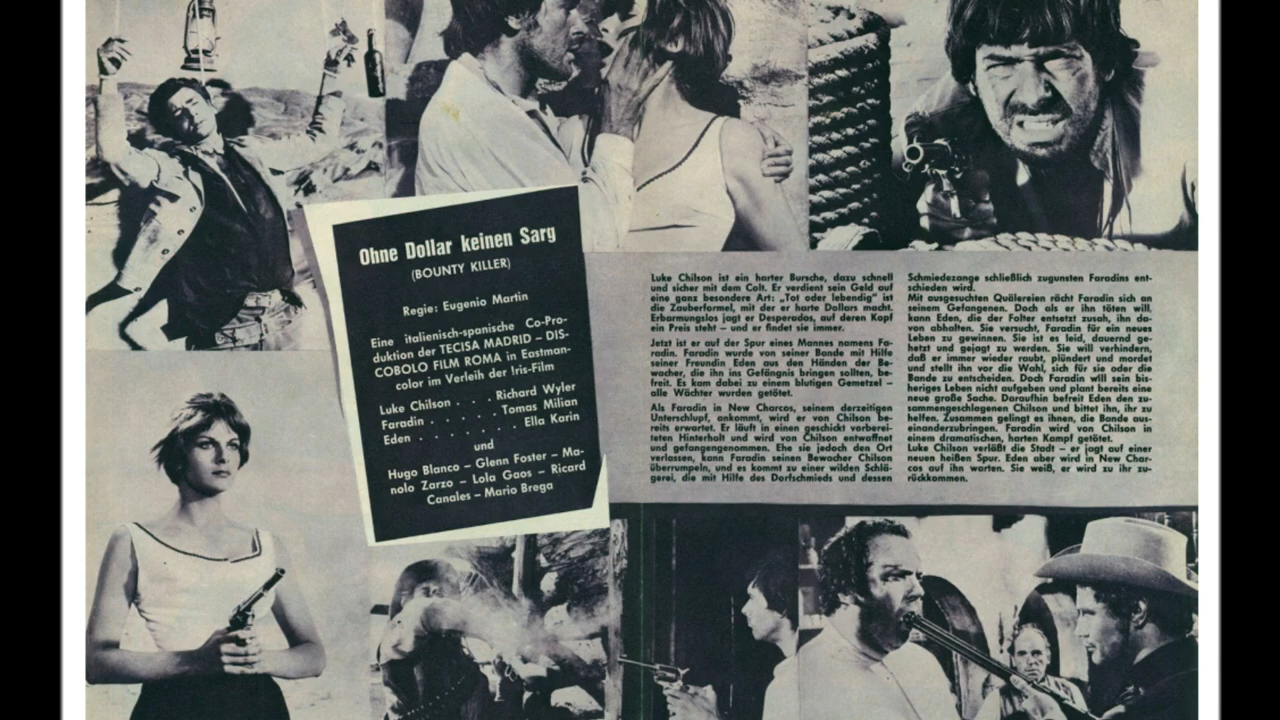 Ohne Dollar keinen Sarg
(BOUNTY KILLER)
Regie: Eugenio Martin
Eine italienisch-spanische Co-Pro-
duktion der TECISA MADRID – DIS-
COBOLO FILM ROMA in Eastman-
color im Verleih der Iris-Film
Luke Chilson . . . Richard Wyler
Faradin . . . . . Tomas Milian
Eden . . . . . . . Ella Karin
und
Hugo Blanco – Glenn Foster – Ma-
nolo Zarzo – Lola Gaos – Ricard
Canales – Mario Brega
Luke Chilson ist ein harter Bursche, dazu schnell
und sicher mit dem Colt. Er verdient sein Geld auf
eine ganz besondere Art: „Tot oder lebendig“ ist
die Zauberformel, mit der er harte Dollars macht.
Erbarmungslos jagt er Desperados, auf deren Kopf
ein Preis steht – und er findet sie immer.
Jetzt ist er auf der Spur eines Mannes namens Fa-
radin. Faradin wurde von seiner Bande mit Hilfe
seiner Freundin Eden aus den Händen der Be-
wacher, die ihn ins Gefängnis bringen sollten, be-
freit. Es kam dabei zu einem blutigen Gemetzel –
alle Wächter wurden getötet.
Als Faradin in New Charcos, seinem derzeitigen
Unterschlupf, ankommt, wird er von Chilson be-
reits erwartet. Er läuft in einen geschickt vorberei-
teten Hinterhalt und wird von Chilson entwaffnet
und gefangengenommen. Ehe sie jedoch den Ort
verlassen, kann Faradin seinen Bewacher Chilson
überrumpeln, und es kommt zu einer wilden Schlä-
gerei, die mit Hilfe des Dorfschmieds und dessen
Schmiedezange schließlich zugunsten Faradins ent-
schieden wird.
Mit ausgesuchten Quälereien rächt Faradin sich an
seinem Gefangenen. Doch als er ihn töten will,
kann Eden, die der Folter entsetzt zusah, ihn da-
von abhalten. Sie versucht, Faradin für ein neues
Leben zu gewinnen. Sie ist es leid, dauernd ge-
hetzt und gejagt zu werden. Sie will verhindern,
daß er immer wieder raubt, plündert und mordet
und stellt ihn vor die Wahl, sich für sie oder die
Bande zu entscheiden. Doch Faradin will sein bis-
heriges Leben nicht aufgeben und plant bereits eine
neue große Sache. Daraufhin befreit Eden den zu-
sammengeschlagenen Chilson und bittet ihn, ihr zu
helfen. Zusammen gelingt es ihnen, die Bande aus-
einanderzubringen. Faradin wird von Chilson in
einem dramatischen, harten Kampf getötet.
Luke Chilson verläßt die Stadt – er jagt auf einer
neuen heißen Spur. Eden aber wird in New Char-
cos auf ihn warten. Sie weiß, er wird zu ihr zu-
rückkommen.